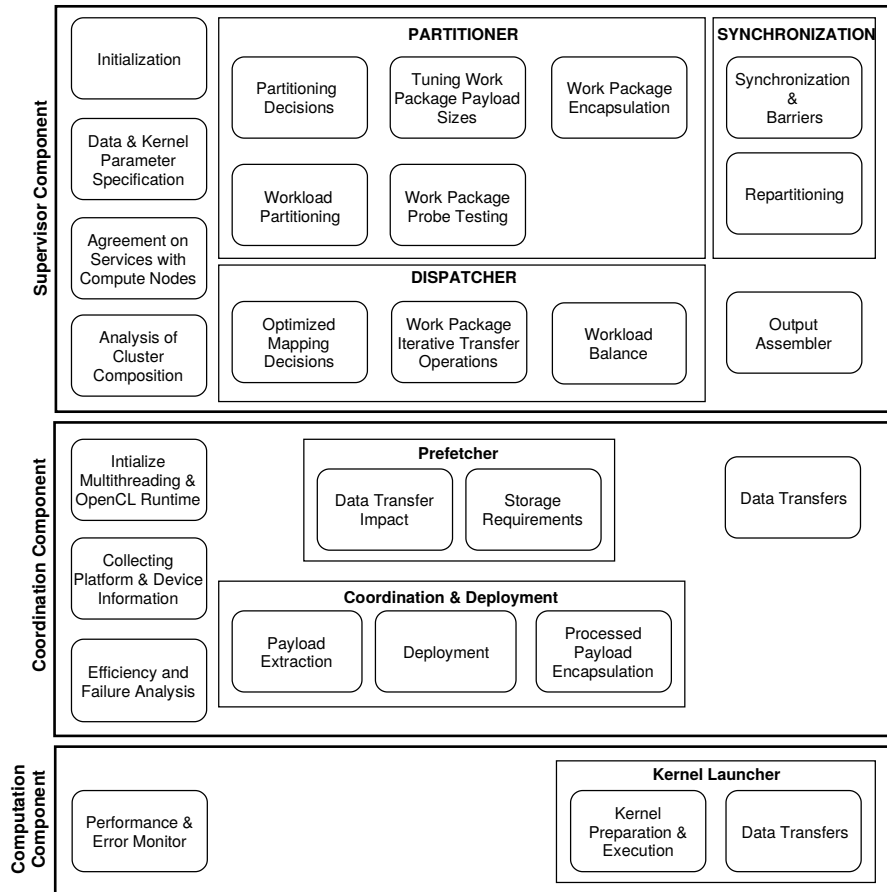 Supervisor Component
Initialization
Data & Kernel
Parameter
Specification
Agreement on
Services with
Compute Nodes
Analysis of
Cluster
Composition
PARTITIONER
Partitioning
Decisions
Tuning Work
Package Payload
Sizes
Work Package
Encapsulation
Workload
Partitioning
Work Package
Probe Testing
DISPATCHER
Optimized
Mapping
Decisions
Work Package
Iterative Transfer
Operations
Workload
Balance
SYNCHRONIZATION
Synchronization
&
Barriers
Repartitioning
Output
Assembler
Coordination Component
Intialize
Multithreading &
OpenCL Runtime
Collecting
Platform & Device
Information
Efficiency and
Failure Analysis
Prefetcher
Data Transfer
Impact
Storage
Requirements
Coordination & Deployment
Payload
Extraction
Deployment
Processed
Payload
Encapsulation
Data Transfers
Computation
Component
Performance &
Error Monitor
Kernel Launcher
Kernel
Preparation &
Execution
Data Transfers